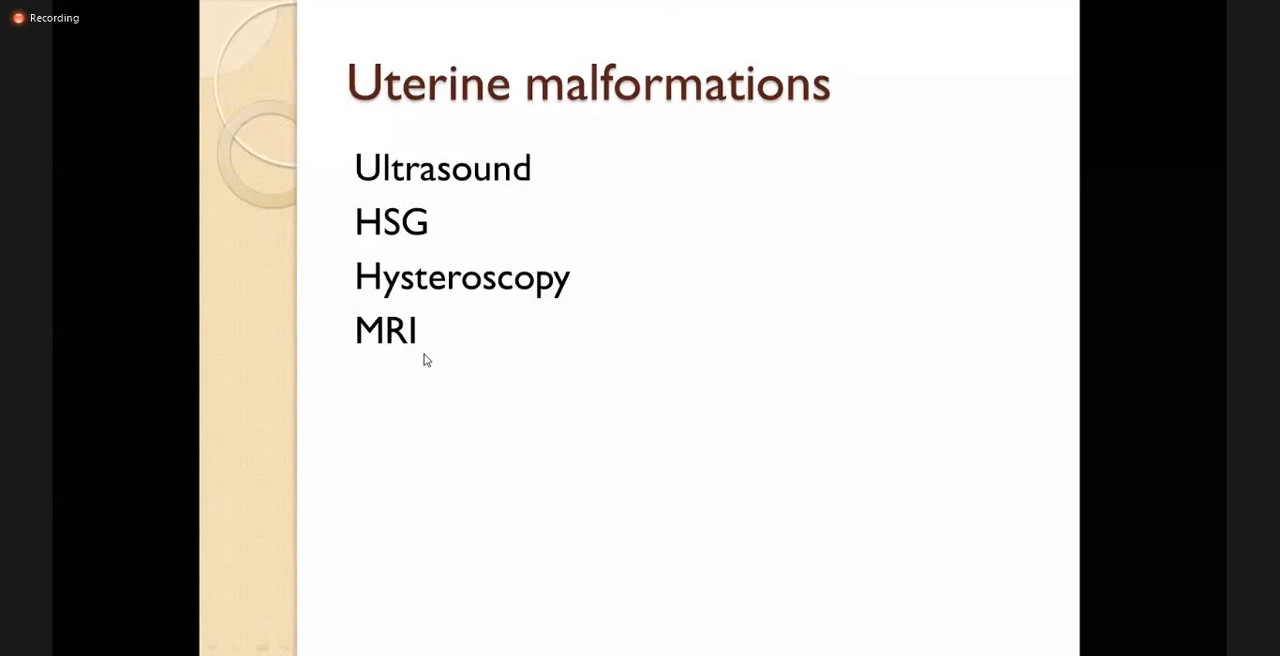 Recording
Uterine malformations
Ultrasound
HSG
Hysteroscopy
MRI